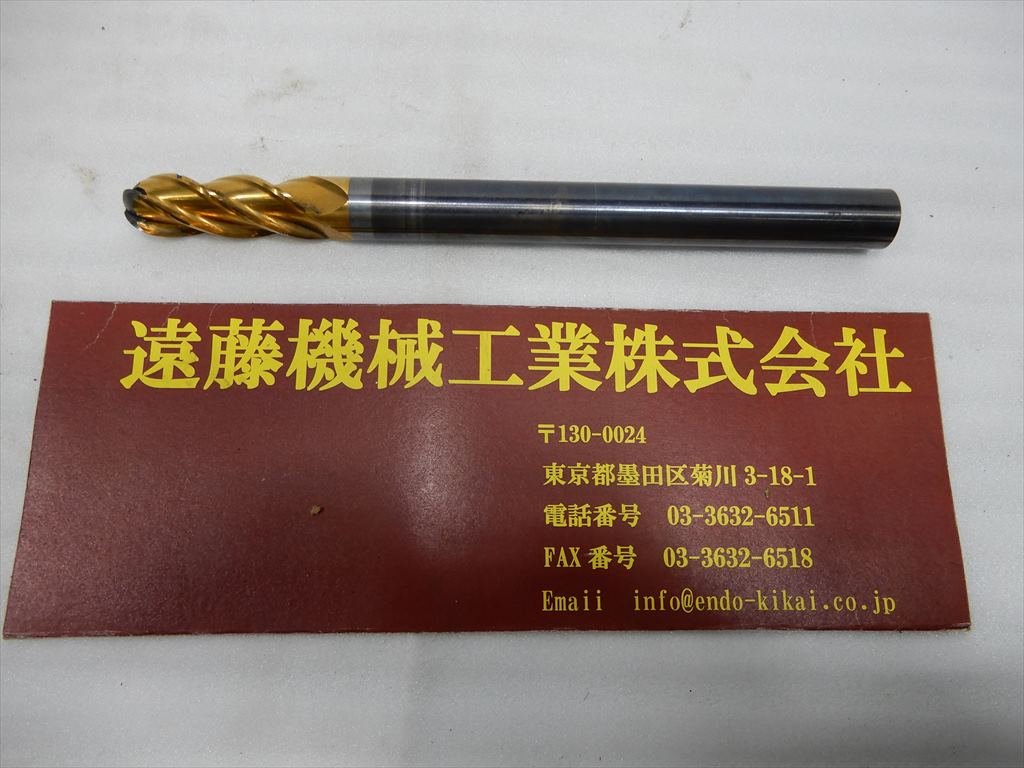 遠藤機械工業株式会社
〒130-0024
東京都墨田区菊川 3-18-1
電話番号 03-3632-6511
FAX 番号 03-3632-6518
Emaii info@endo-kikai.co.jp